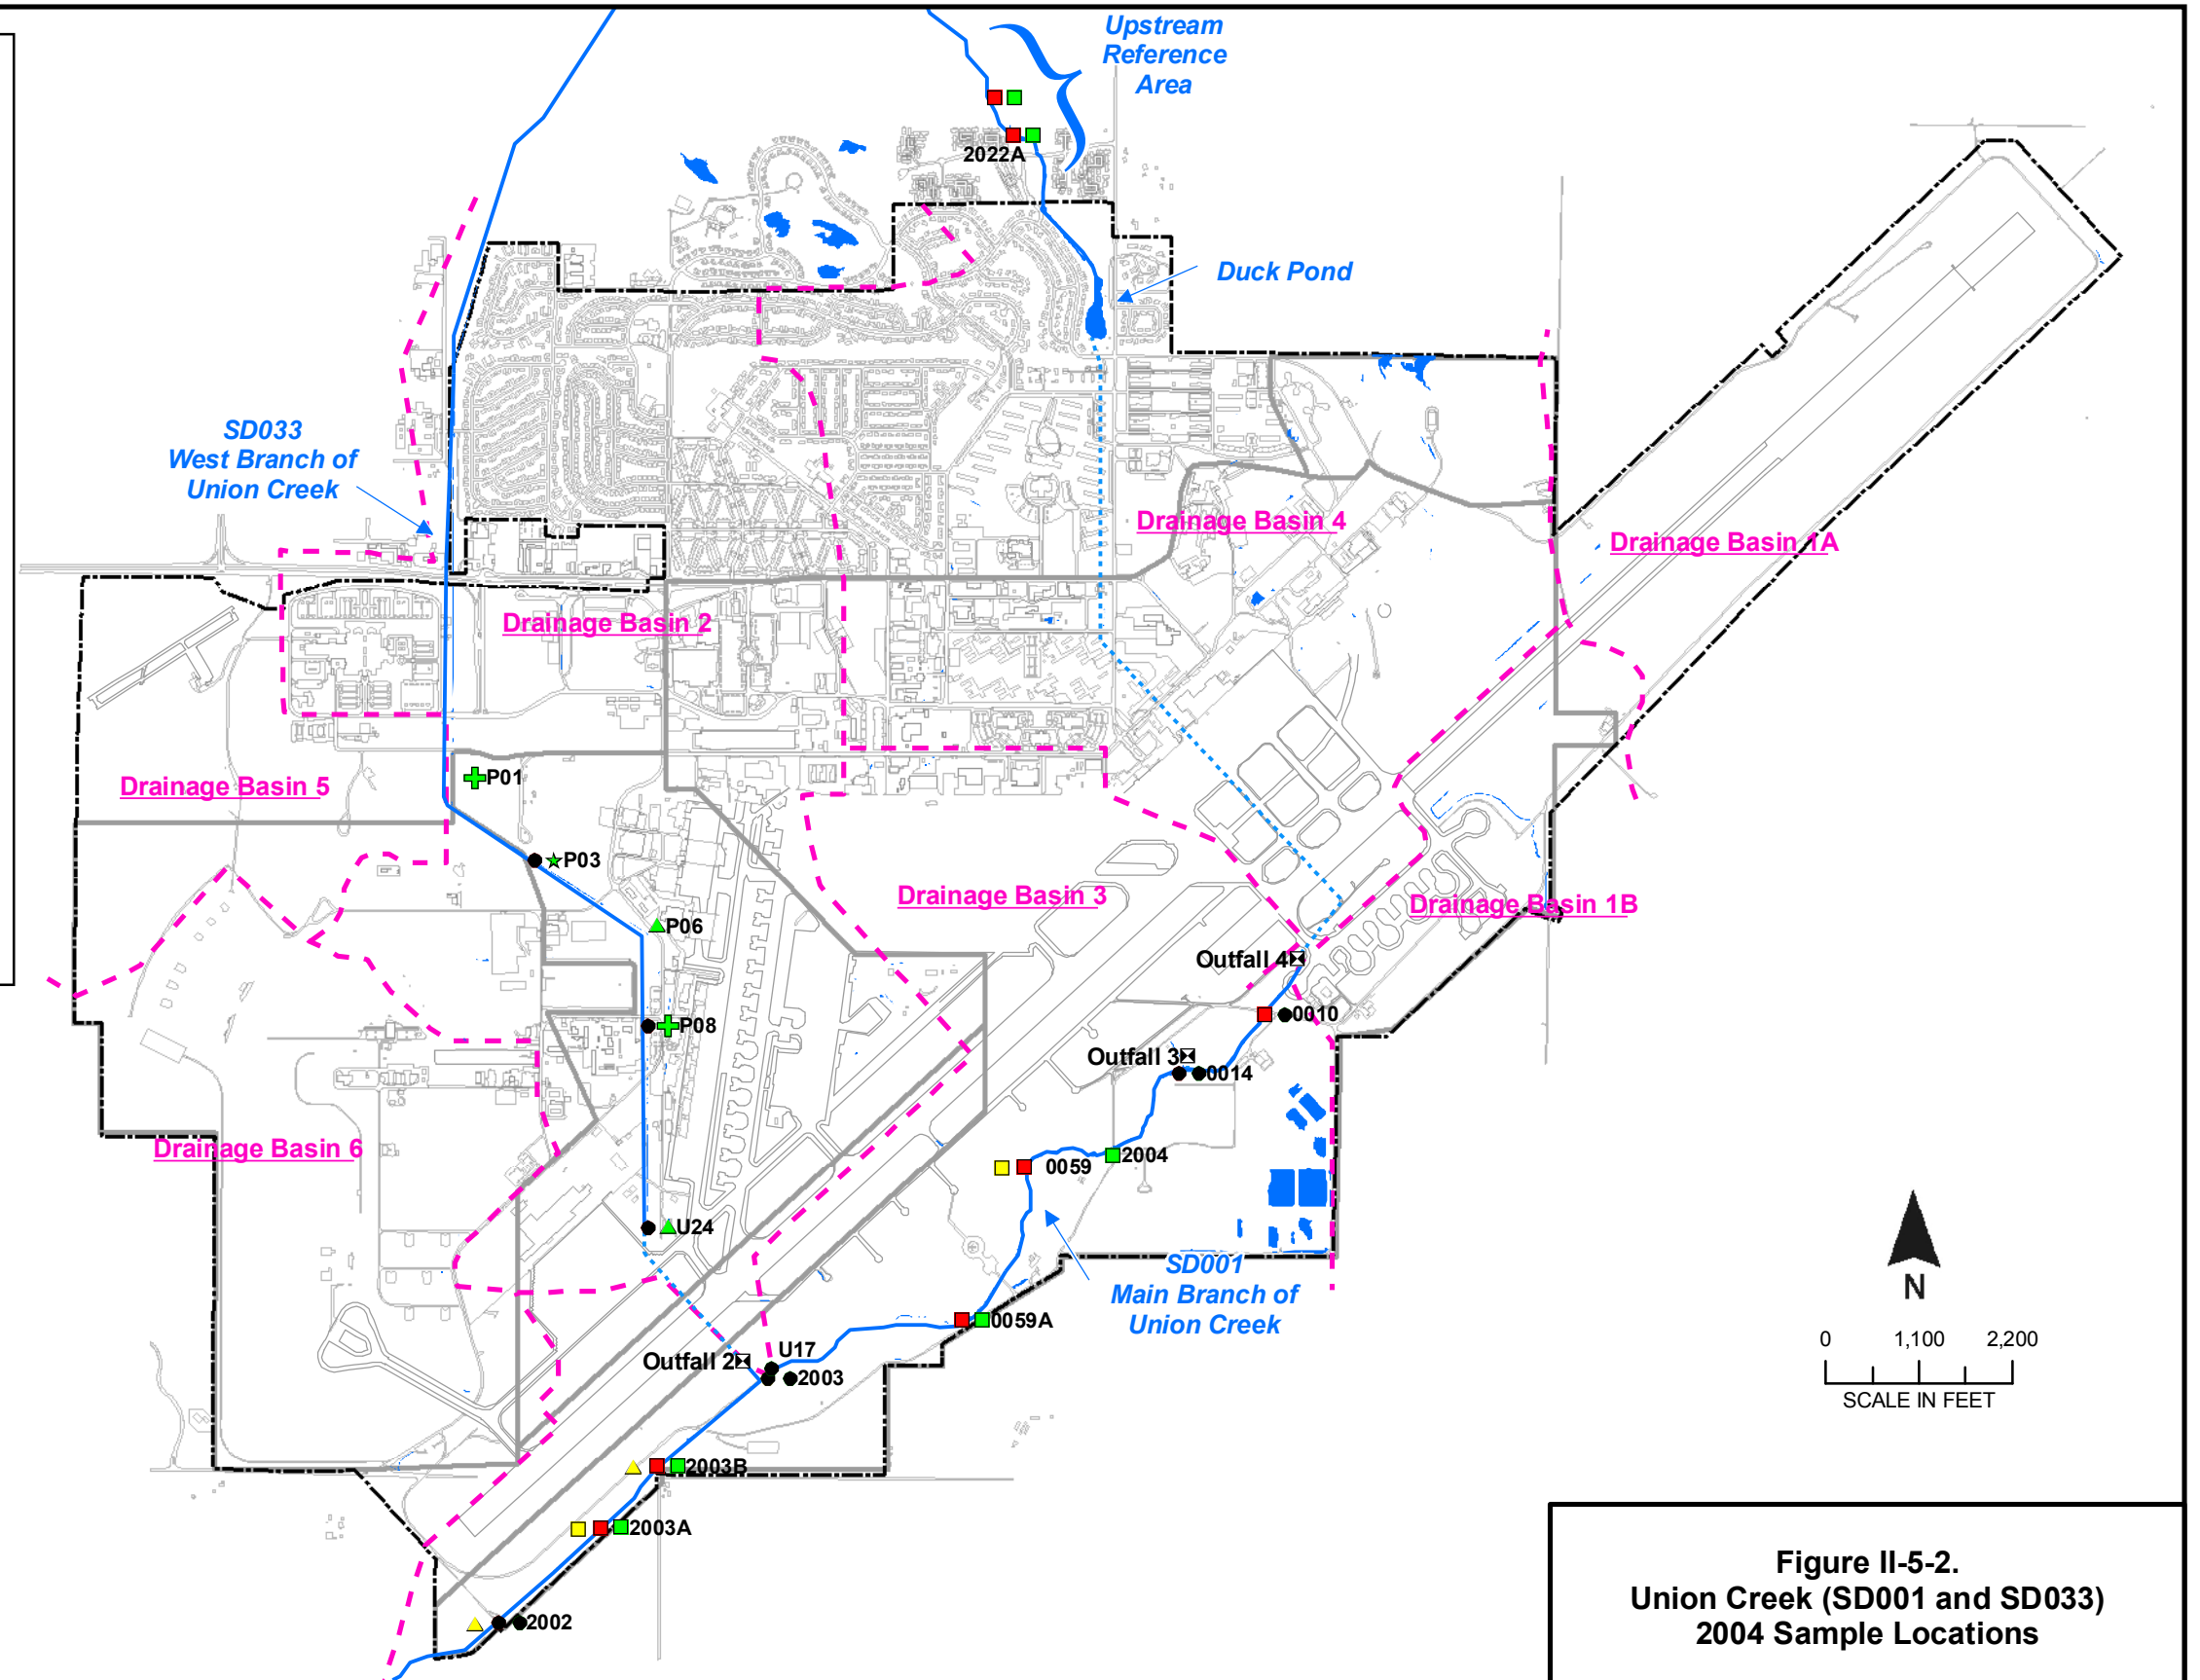 Upstream
Reference
Area
2022A
Duck Pond
SD033
West Branch of
Union Creek
Drainage Basin 4
Drainage Basin 1A
Drainage Basin 2
Drainage Basin 5
P01
P03
Drainage Basin 3
Drainage Basin 1B
P06
Outfall 4
0010
P08
Outfall 3
0014
Drainage Basin 6
2004
0059
U24
SD001
Main Branch of
Union Creek
0059A
U17
Outfall 2
2003
2003B
2003A
2002
N
0 1,100 2,200
SCALE IN FEET
Figure II-5-2.
Union Creek (SD001 and SD033)
2004 Sample Locations